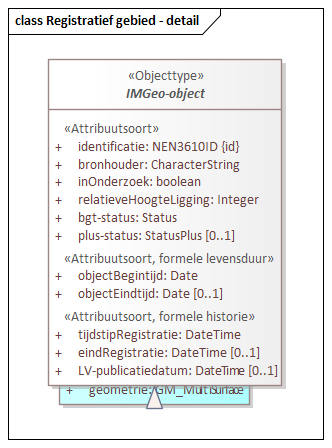 class Registratief gebied - detail
«Objecttype»
IMGeo-object
«Attribuutsoort»
+ identificatie: NEN3610ID {id}
+ bronhouder: CharacterString
+ inOnderzoek: boolean
+ relatieveHoogteLigging: Integer
+ bgt-status: Status
+ plus-status: StatusPlus [0..1]
«Attribuutsoort, formele levensduur»
+ objectBegintijd: Date
+ objectEindtijd: Date [0..1]
«Attribuutsoort, formele historie»
+ tijdstipRegistratie: DateTime
+ eindRegistratie: DateTime [0..1]
+ LV-publicatiedatum: DateTime [0..1]
+ geometrie: GM_MultiSurface